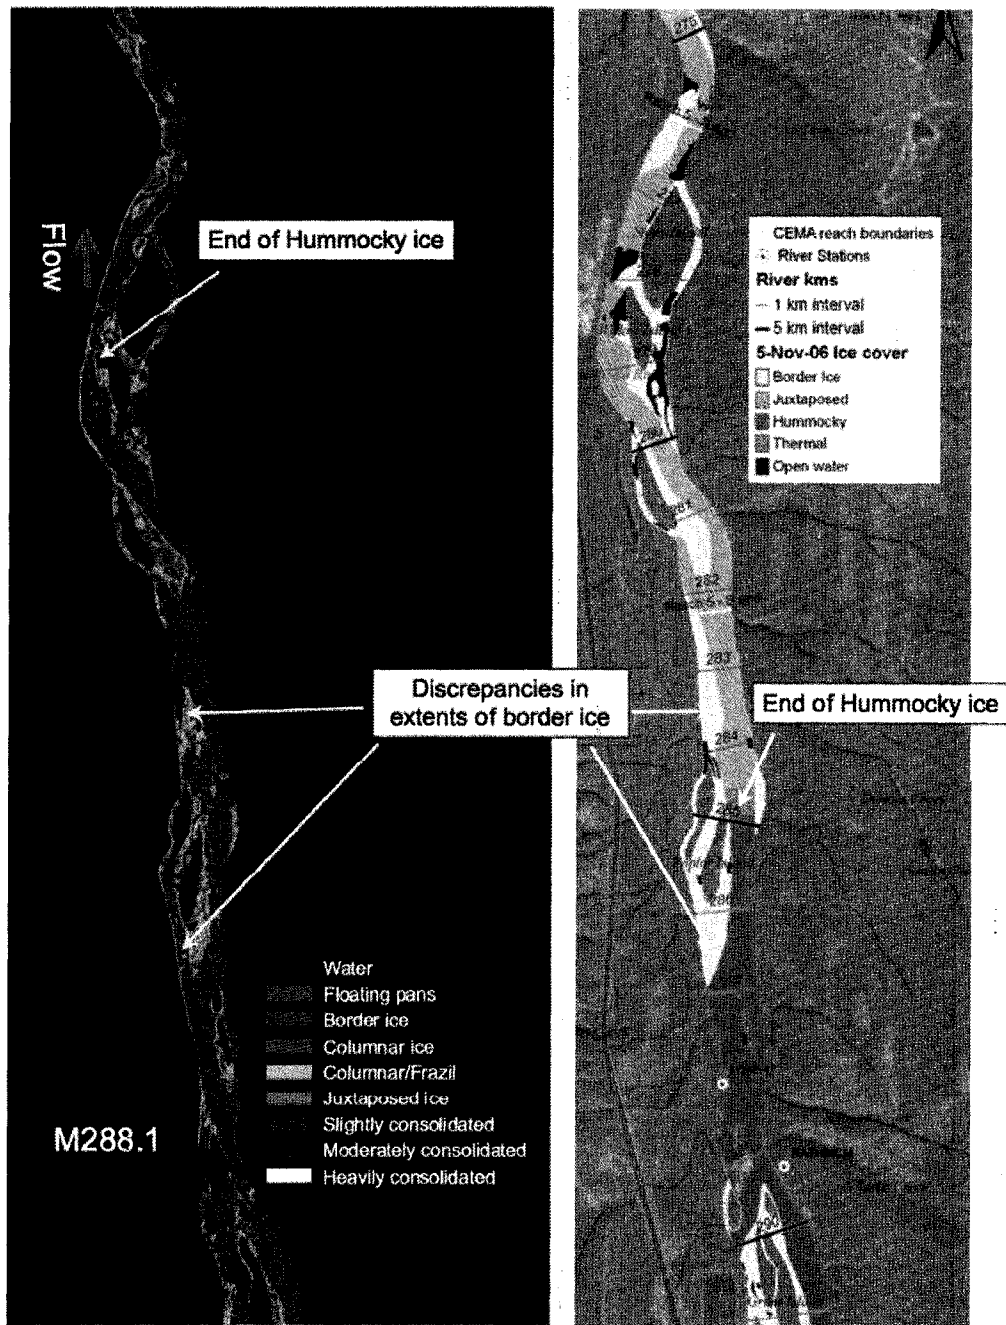 Flow
End of Hummocky ice
Discrepancies in
extents of border ice
Water
Floating pans
Border ice
Columnar ice
Columnar/Frazil
Juxtaposed ice
Slightly consolidated
Moderately consolidated
Heavily consolidated
M288.1
CEMA reach boundaries
River Stations
River kms
1 km interval
5 km interval
5-Nov-06 Ice cover
Border Ice
Juxtaposed
Hummocky
Thermal
Open water
282
283
284
End of Hummocky ice
285
286
290